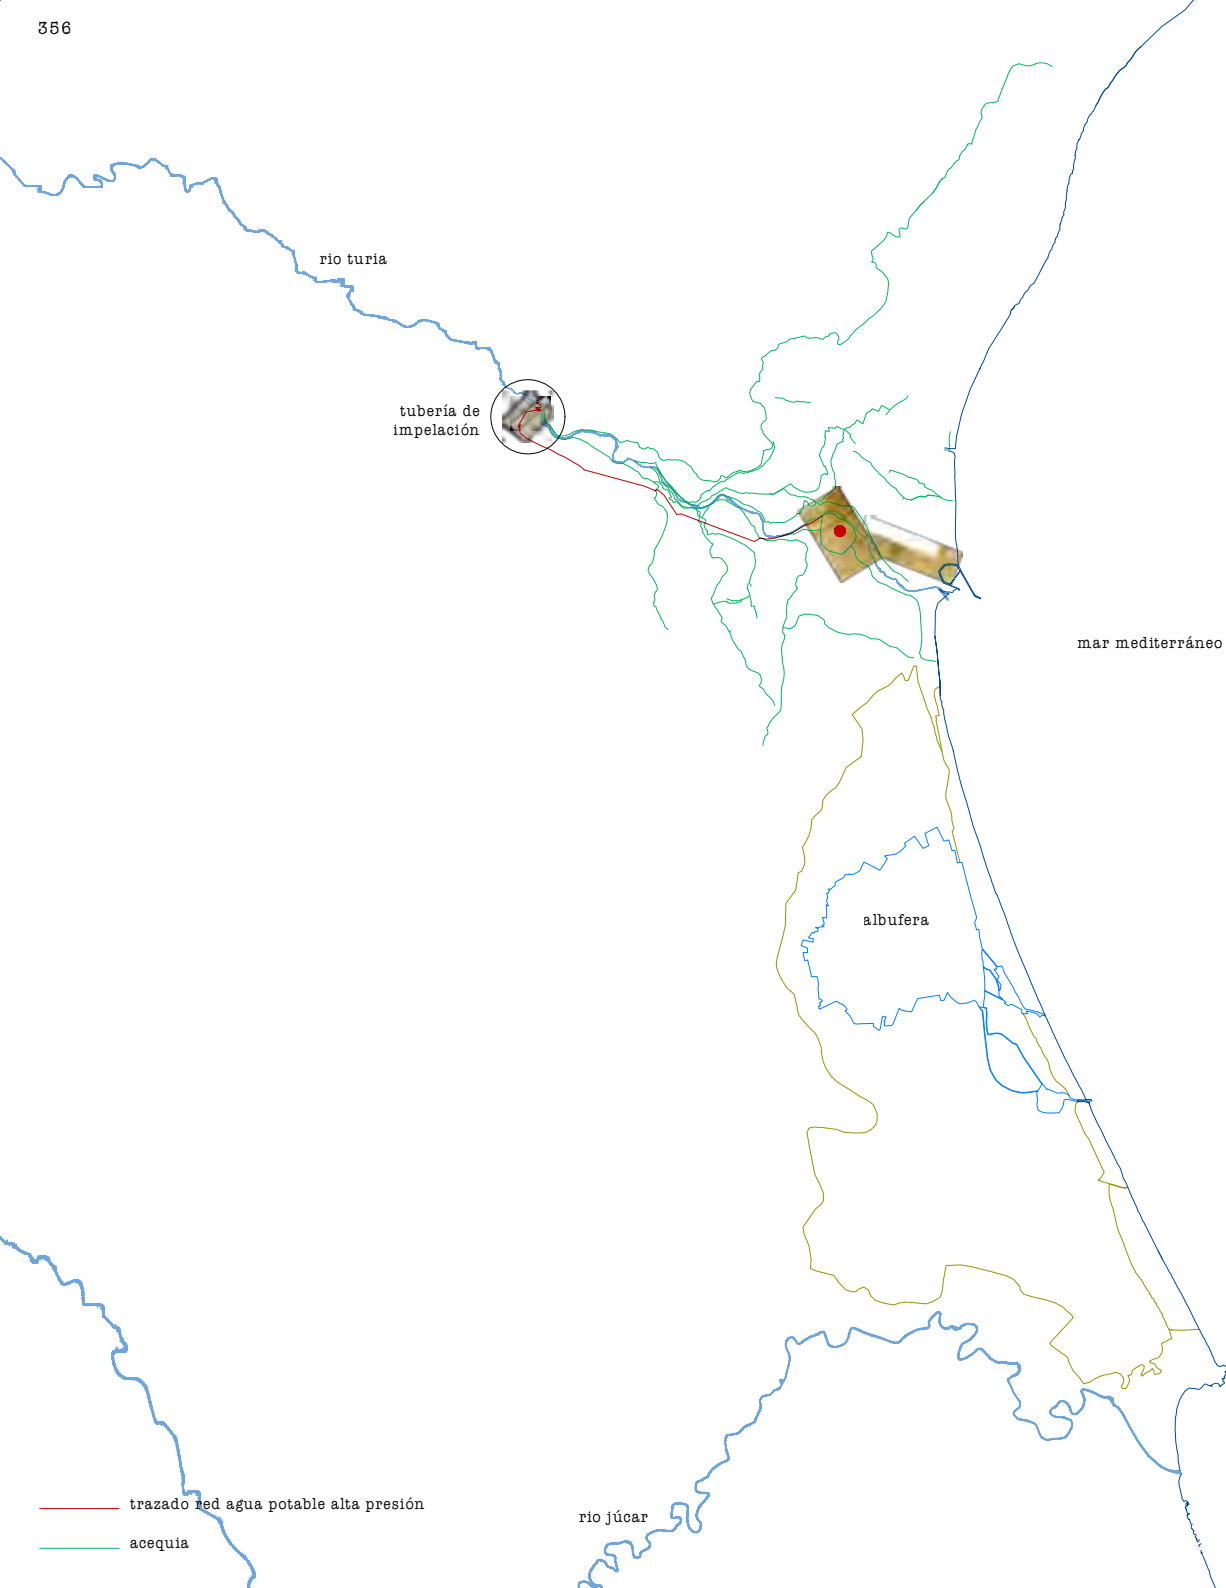 356
rio turia
tubería de
impelación
mar mediterráneo
albufera
trazado red agua potable alta presión
rio júcar
acequia